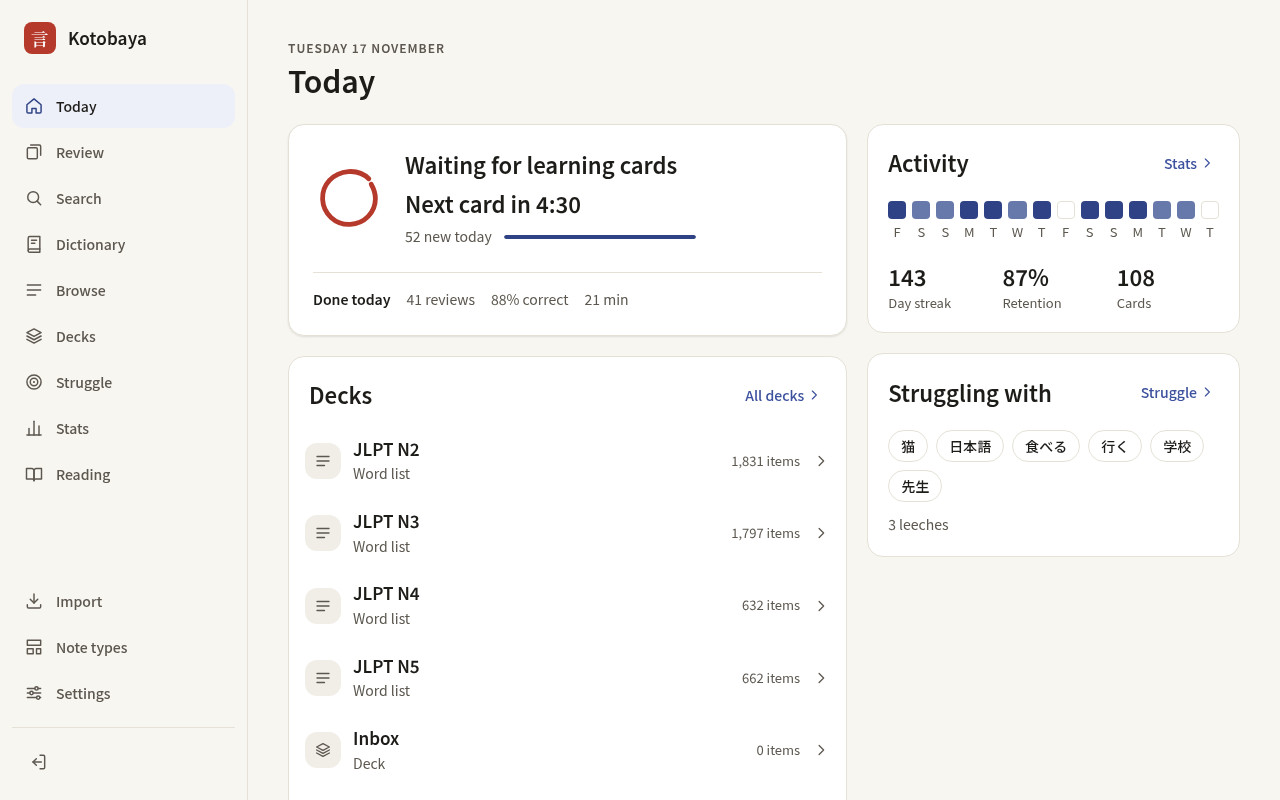 言 Kotobaya
Today
Review
Search
Dictionary
Browse
Decks
Struggle
Stats
Reading
Import
Note types
Settings
TUESDAY 17 NOVEMBER
Today
Waiting for learning cards
Next card in 4:30
52 new today
Done today 41 reviews 88% correct 21 min
Decks All decks
JLPT N2
Word list
1,831 items
JLPT N3
Word list
1,797 items
JLPT N4
Word list
632 items
JLPT N5
Word list
662 items
Inbox
Deck
0 items
Activity Stats
F S S M T W T F S S M T W T
143 87% 108
Day streak Retention Cards
Struggling with Struggle
猫 日本語 食べる 行く 学校
先生
3 leeches